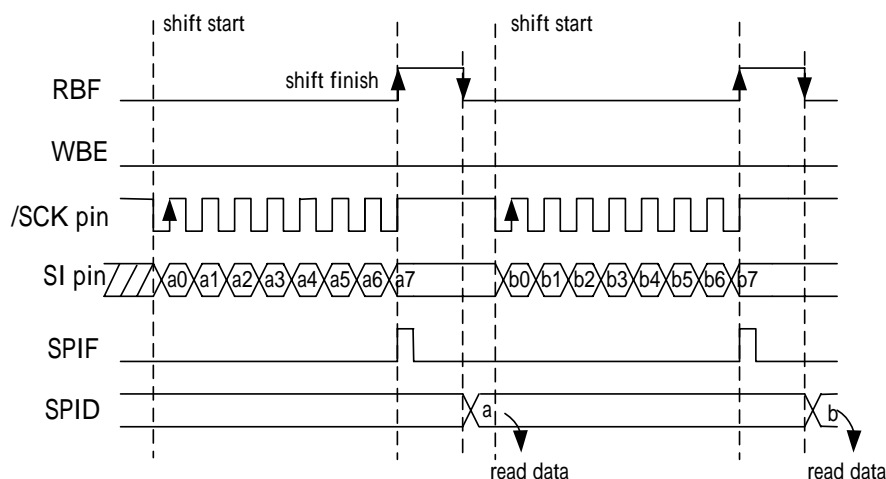 shift start shift start
RBF shift finish
WBE
/SCK pin
SI pin a0 a1 a2 a3 a4 a5 a6 a7 b0 b1 b2 b3 b4 b5 b6 b7
SPIF
SPID a b
read data read data